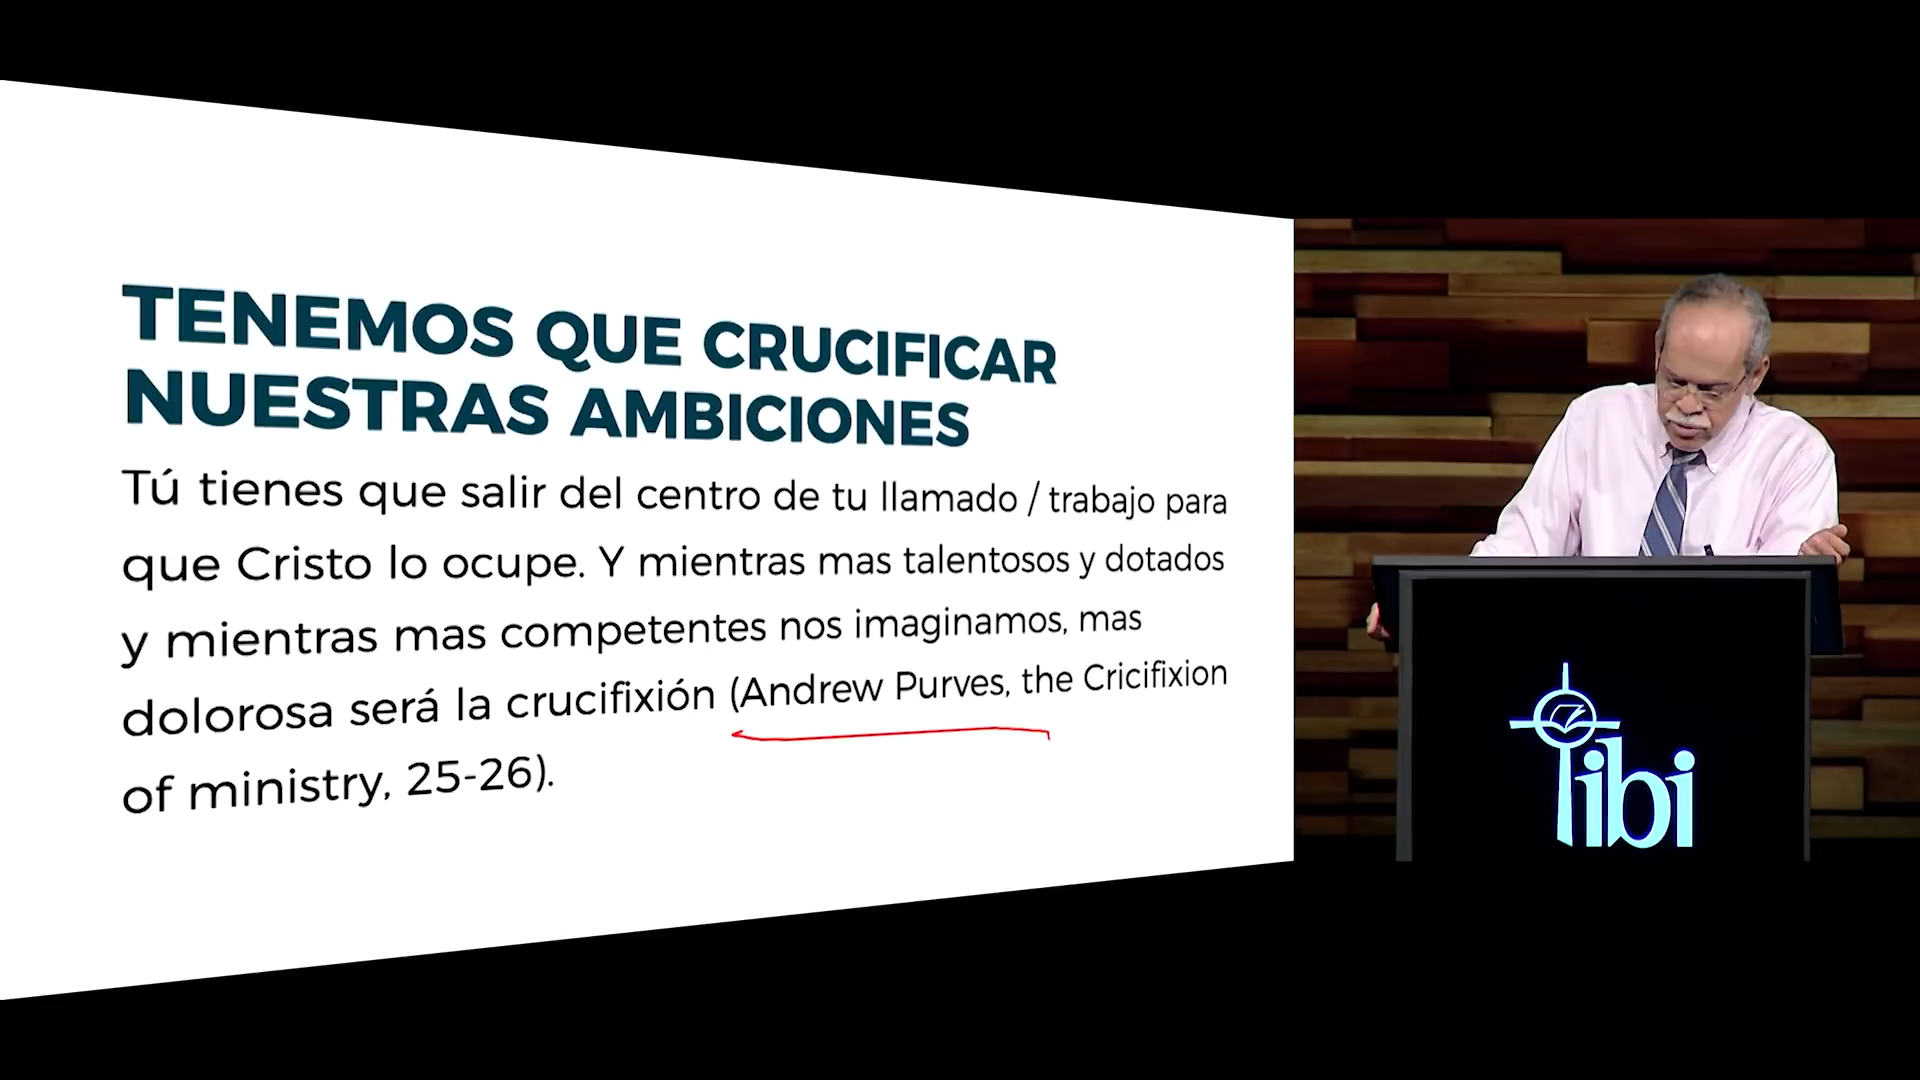 TENEMOS QUE CRUCIFICAR
NUESTRAS AMBICIONES
Tú tienes que salir del centro de tu llamado / trabajo para
que Cristo lo ocupe. Y mientras mas talentosos y dotados
y mientras mas competentes nos imaginamos, mas
dolorosa será la crucifixión (Andrew Purves, the Cricifixion
of ministry, 25-26).
ibi